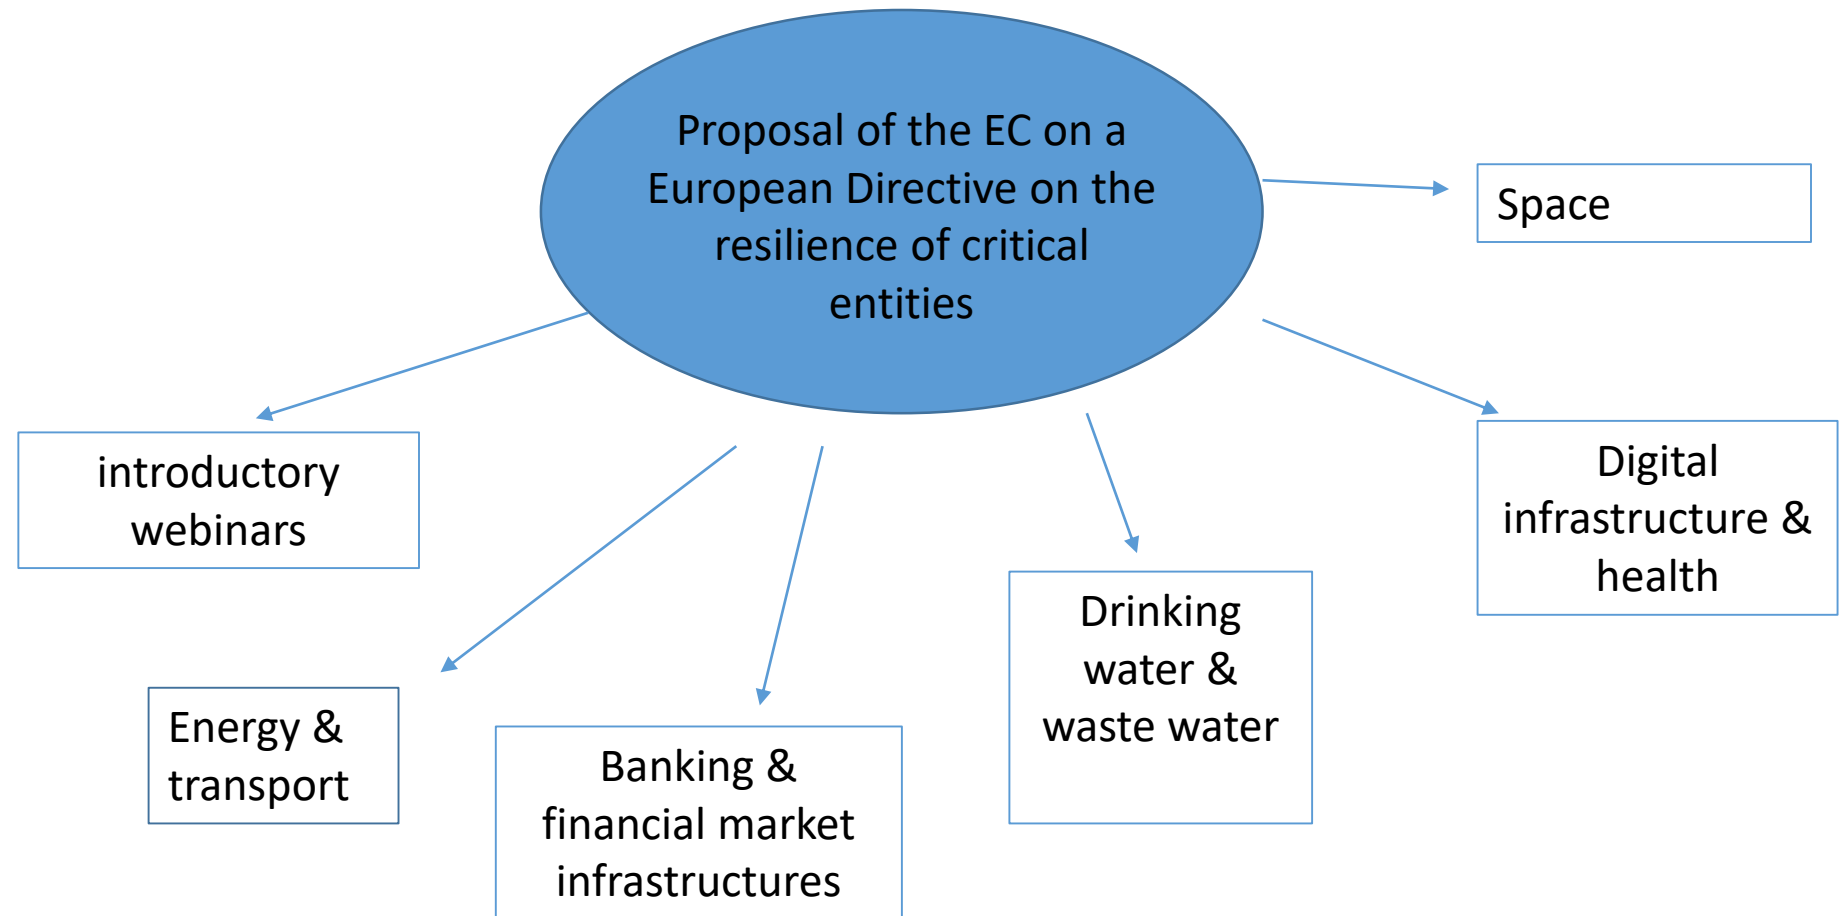 Proposal of the EC on a
European Directive on the
resilience of critical
entities
Space
introductory
webinars
Digital
infrastructure &
health
Drinking
water &
waste water
Energy &
transport
Banking &
financial market
infrastructures